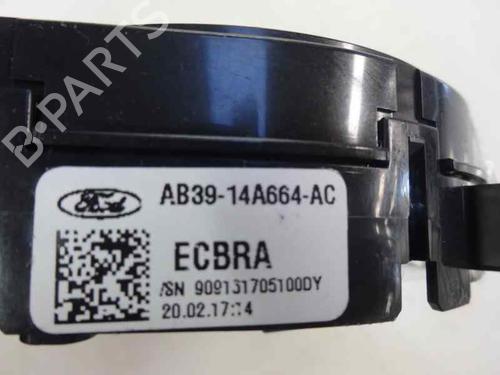 B-PARTS
Ford
AB39-14A664-AC
ECBRA
/SN 909131705100DY
20.02.17:14